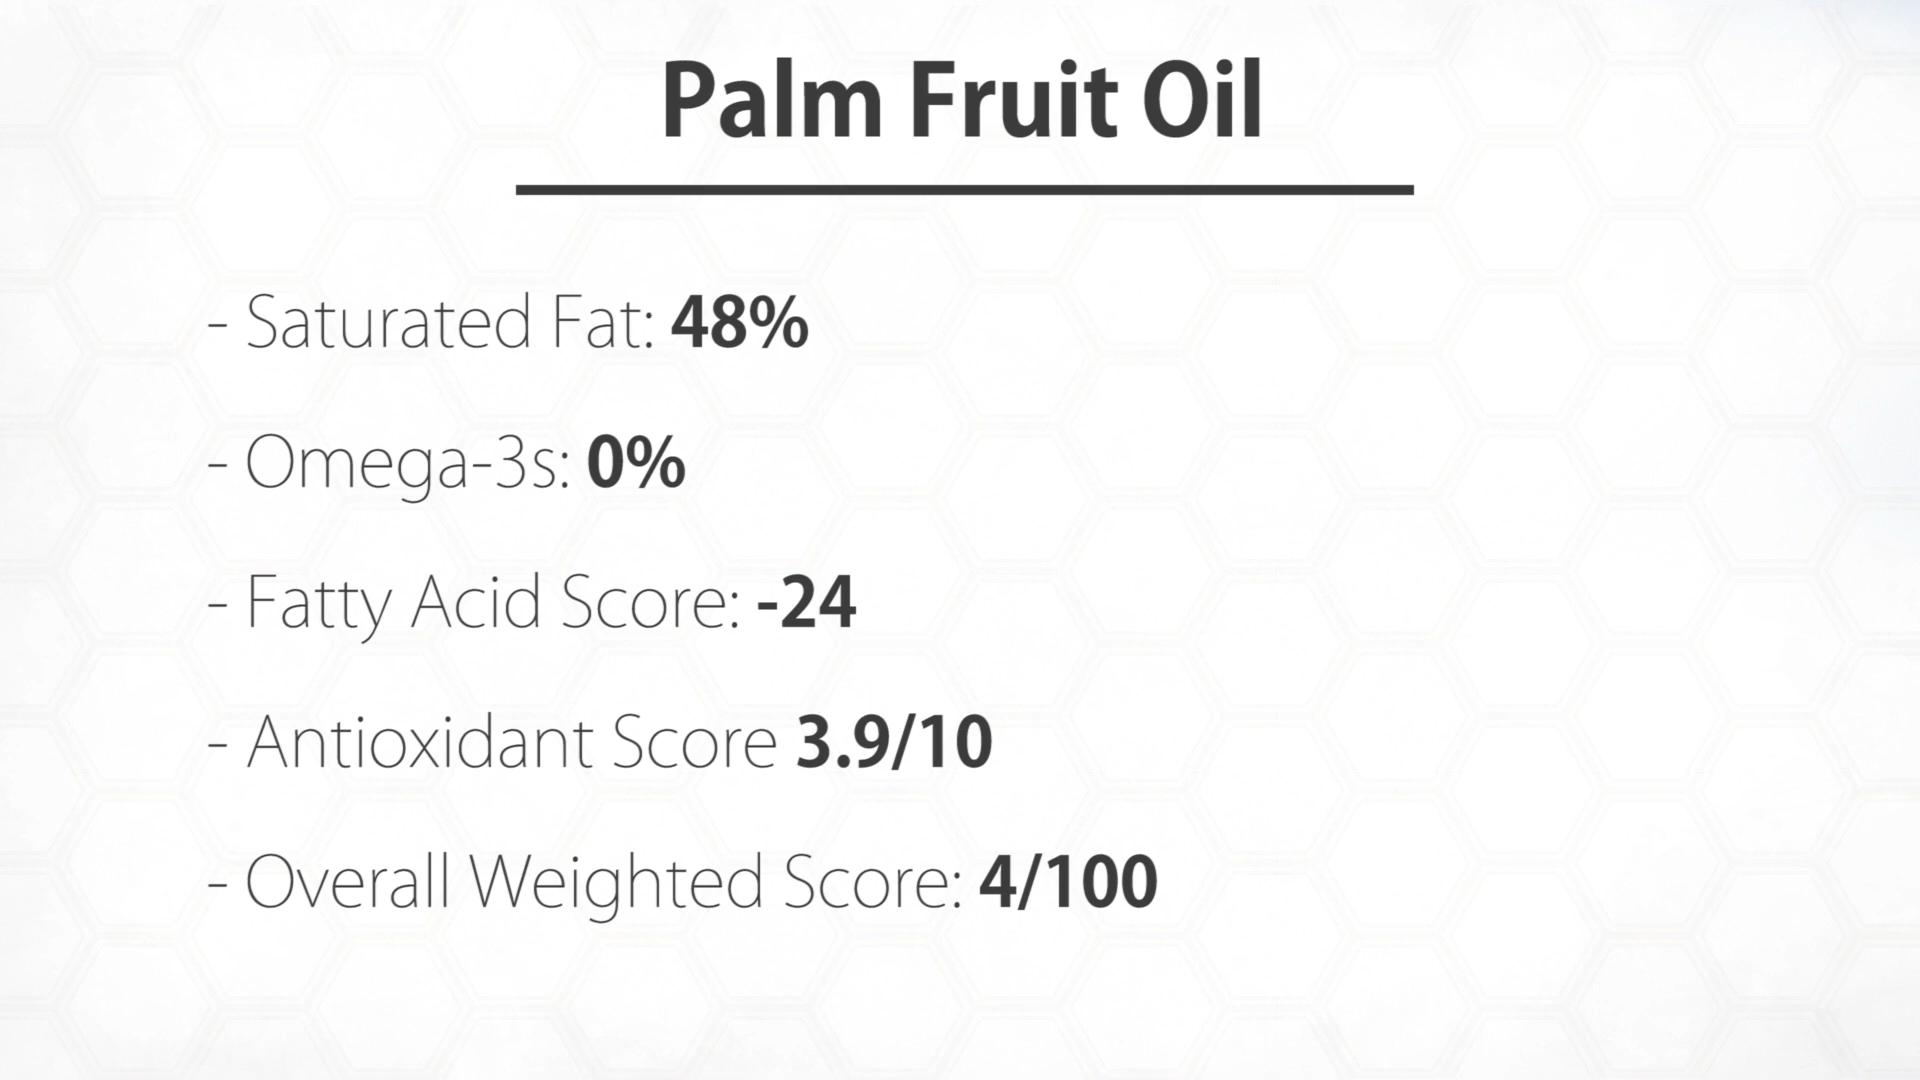 Palm Fruit Oil
- Saturated Fat: 48%
- Omega-3s: 0%
- Fatty Acid Score: -24
- Antioxidant Score 3.9/10
- Overall Weighted Score: 4/100